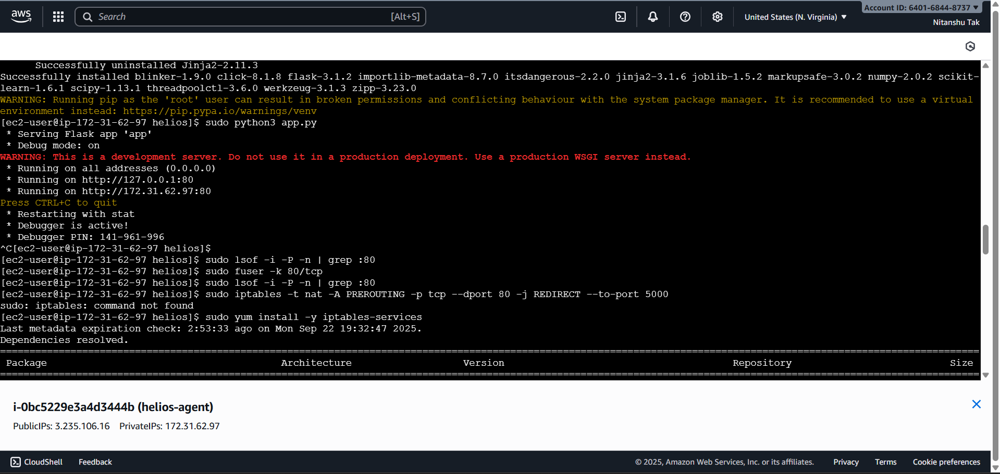 aws
Search
[Alt+S]
United States (N. Virginia) ▼
Account ID: 6401-6844-8737 ▼
Nitanshu Tak
      Successfully uninstalled Jinja2-2.11.3
Successfully installed blinker-1.9.0 click-8.1.8 flask-3.1.2 importlib-metadata-8.7.0 itsdangerous-2.2.0 jinja2-3.1.6 joblib-1.5.2 markupsafe-3.0.2 numpy-2.0.2 scikit-
learn-1.6.1 scipy-1.13.1 threadpoolctl-3.6.0 werkzeug-3.1.3 zipp-3.23.0
WARNING: Running pip as the 'root' user can result in broken permissions and conflicting behaviour with the system package manager. It is recommended to use a virtual
environment instead: https://pip.pypa.io/warnings/venv
[ec2-user@ip-172-31-62-97 helios]$ sudo python3 app.py
 * Serving Flask app 'app'
 * Debug mode: on
WARNING: This is a development server. Do not use it in a production deployment. Use a production WSGI server instead.
 * Running on all addresses (0.0.0.0)
 * Running on http://127.0.0.1:80
 * Running on http://172.31.62.97:80
Press CTRL+C to quit
 * Restarting with stat
 * Debugger is active!
 * Debugger PIN: 141-961-996
^C[ec2-user@ip-172-31-62-97 helios]$
[ec2-user@ip-172-31-62-97 helios]$ sudo lsof -i -P -n | grep :80
[ec2-user@ip-172-31-62-97 helios]$ sudo fuser -k 80/tcp
[ec2-user@ip-172-31-62-97 helios]$ sudo lsof -i -P -n | grep :80
[ec2-user@ip-172-31-62-97 helios]$ sudo iptables -t nat -A PREROUTING -p tcp --dport 80 -j REDIRECT --to-port 5000
sudo: iptables: command not found
[ec2-user@ip-172-31-62-97 helios]$ sudo yum install -y iptables-services
Last metadata expiration check: 2:53:33 ago on Mon Sep 22 19:32:47 2025.
Dependencies resolved.
 Package Architecture Version Repository Size
i-0bc5229e3a4d3444b (helios-agent)
PublicIPs: 3.235.106.16 PrivateIPs: 172.31.62.97
CloudShell Feedback © 2025, Amazon Web Services, Inc. or its affiliates. Privacy Terms Cookie preferences